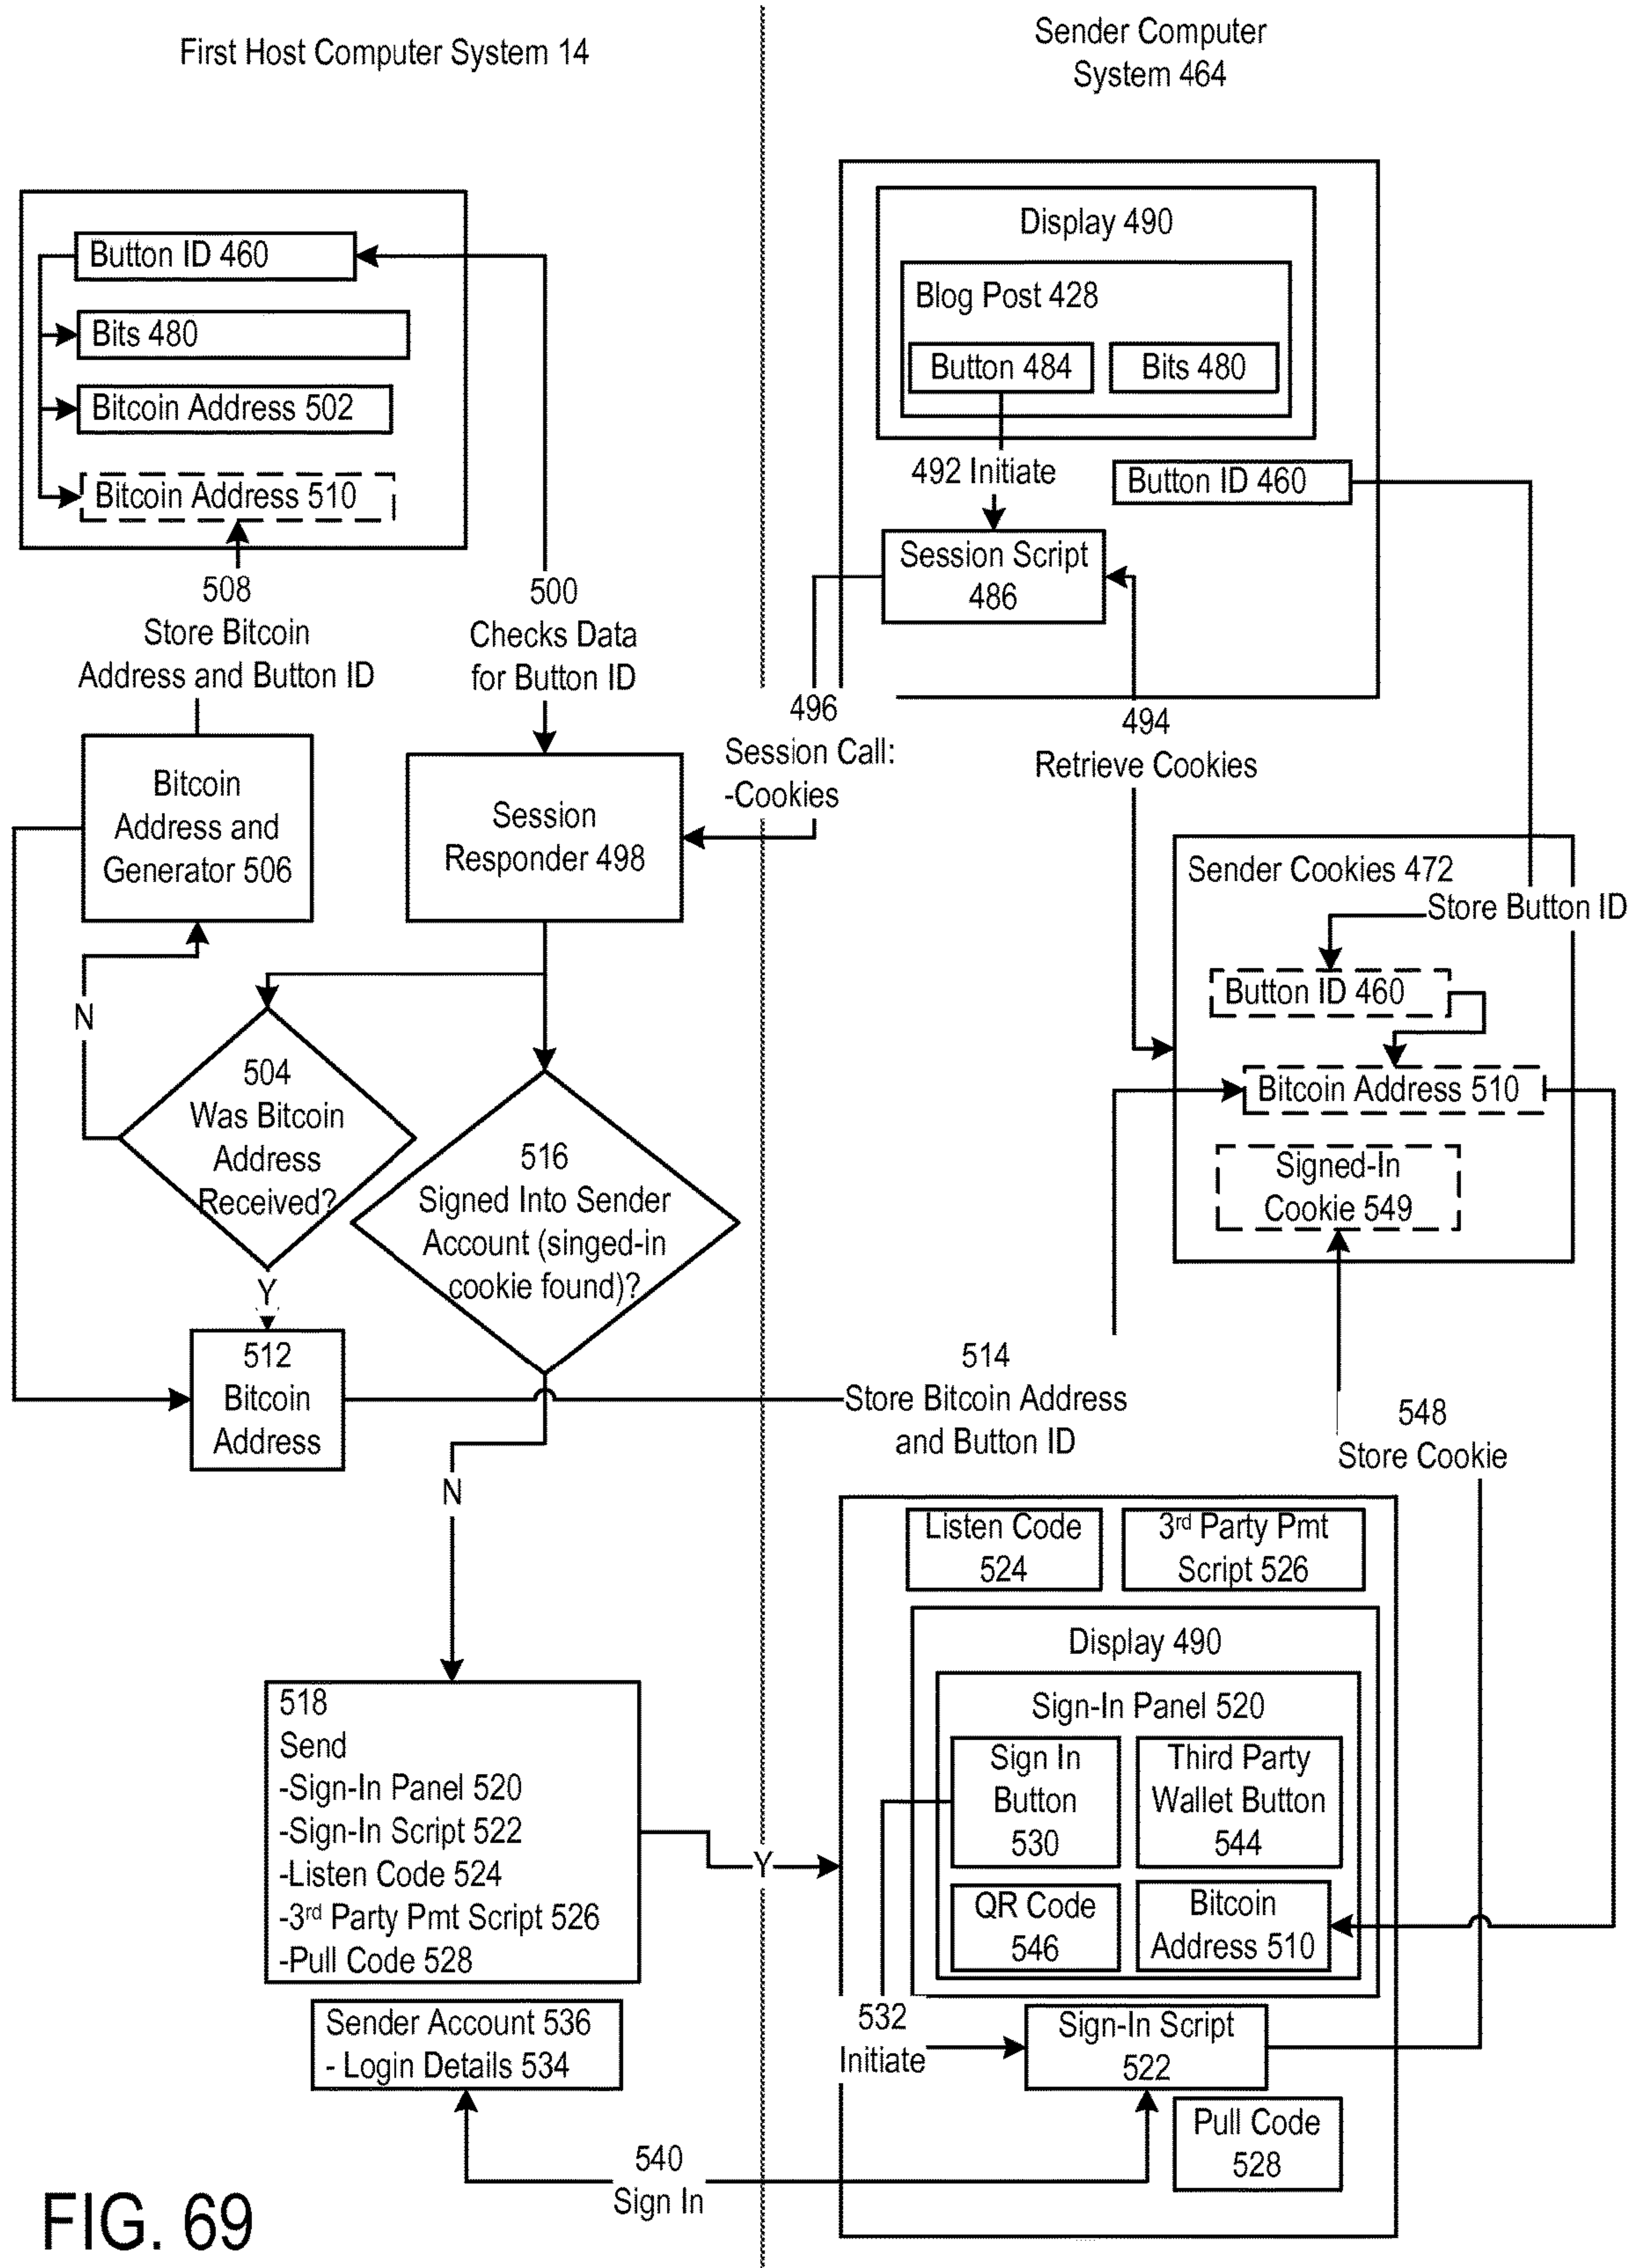 First Host Computer System 14
Sender Computer
System 464
Button ID 460
Bits 480
Bitcoin Address 502
Bitcoin Address 510
508
Store Bitcoin
Address and Button ID
500
Checks Data
for Button ID
Display 490
Blog Post 428
Button 484
Bits 480
492 Initiate
Button ID 460
Session Script
486
496
Session Call:
-Cookies
494
Retrieve Cookies
Bitcoin
Address and
Generator 506
Session
Responder 498
Sender Cookies 472
Store Button ID
Button ID 460
Bitcoin Address 510
Signed-In
Cookie 549
N
504
Was Bitcoin
Address
Received?
Y
516
Signed Into Sender
Account (singed-in
cookie found)?
512
Bitcoin
Address
514
Store Bitcoin Address
and Button ID
548
Store Cookie
N
518
Send
-Sign-In Panel 520
-Sign-In Script 522
-Listen Code 524
-3rd Party Pmt Script 526
-Pull Code 528
Y
Listen Code
524
3rd Party Pmt
Script 526
Display 490
Sign-In Panel 520
Sign In
Button
530
Third Party
Wallet Button
544
QR Code
546
Bitcoin
Address 510
Sender Account 536
- Login Details 534
532
Initiate
Sign-In Script
522
Pull Code
528
540
Sign In
FIG. 69